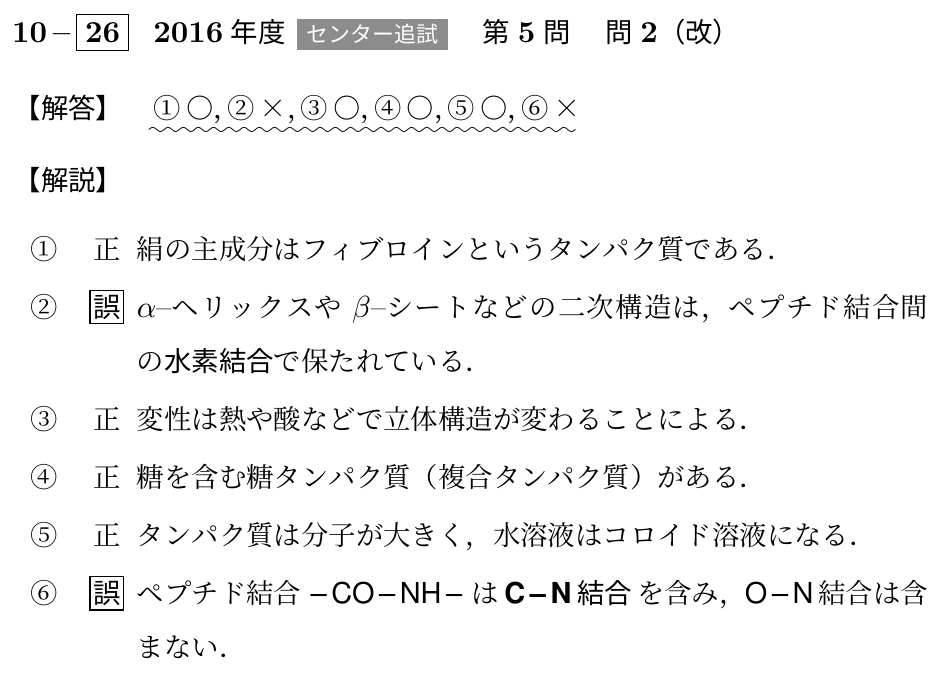 10－26 2016 年度 センター追試 第 5 問 問 2（改）
【解答】 ① ○, ② ×, ③ ○, ④ ○, ⑤ ○, ⑥ ×
【解説】
① 正 絹の主成分はフィブロインというタンパク質である．
② 誤 α–ヘリックスや β–シートなどの二次構造は，ペプチド結合間
の水素結合で保たれている．
③ 正 変性は熱や酸などで立体構造が変わることによる．
④ 正 糖を含む糖タンパク質（複合タンパク質）がある．
⑤ 正 タンパク質は分子が大きく，水溶液はコロイド溶液になる．
⑥ 誤 ペプチド結合 －CO－NH－ は C－N 結合 を含み，O－N 結合は含
まない．